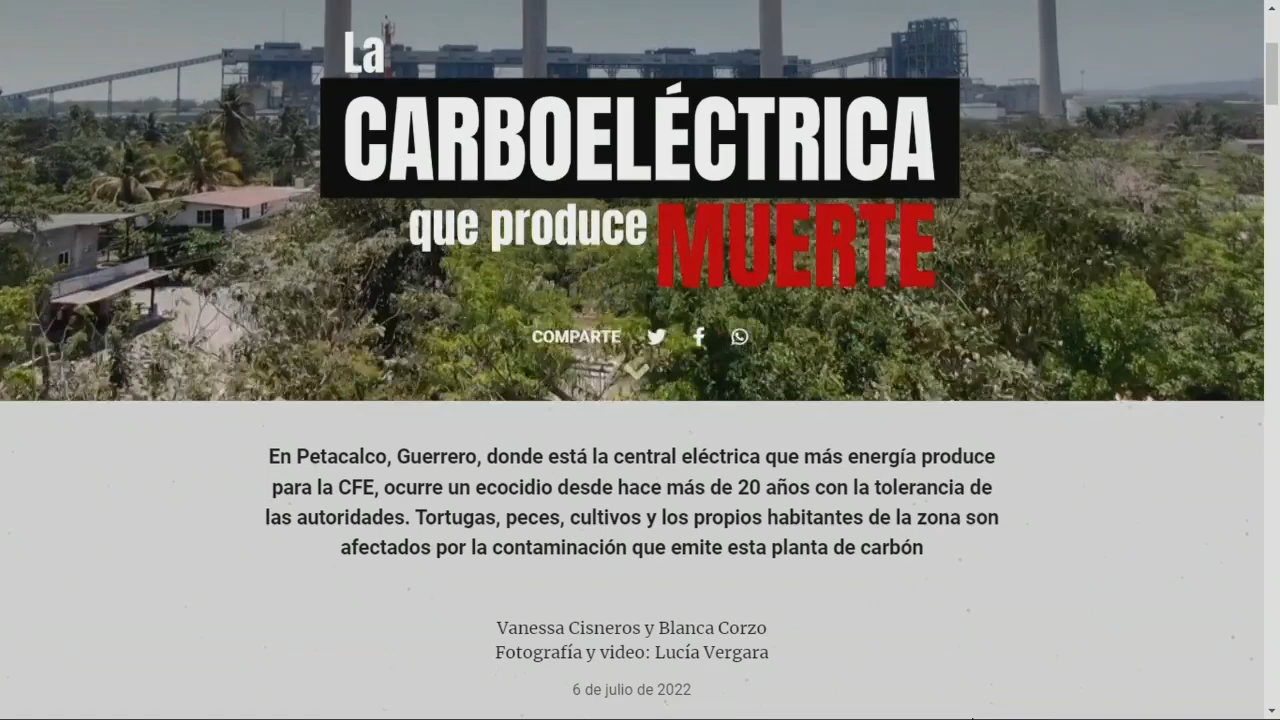 La
CARBOELÉCTRICA
que produce MUERTE
COMPARTE
En Petacalco, Guerrero, donde está la central eléctrica que más energía produce
para la CFE, ocurre un ecocidio desde hace más de 20 años con la tolerancia de
las autoridades. Tortugas, peces, cultivos y los propios habitantes de la zona son
afectados por la contaminación que emite esta planta de carbón
Vanessa Cisneros y Blanca Corzo
Fotografía y video: Lucía Vergara
6 de julio de 2022